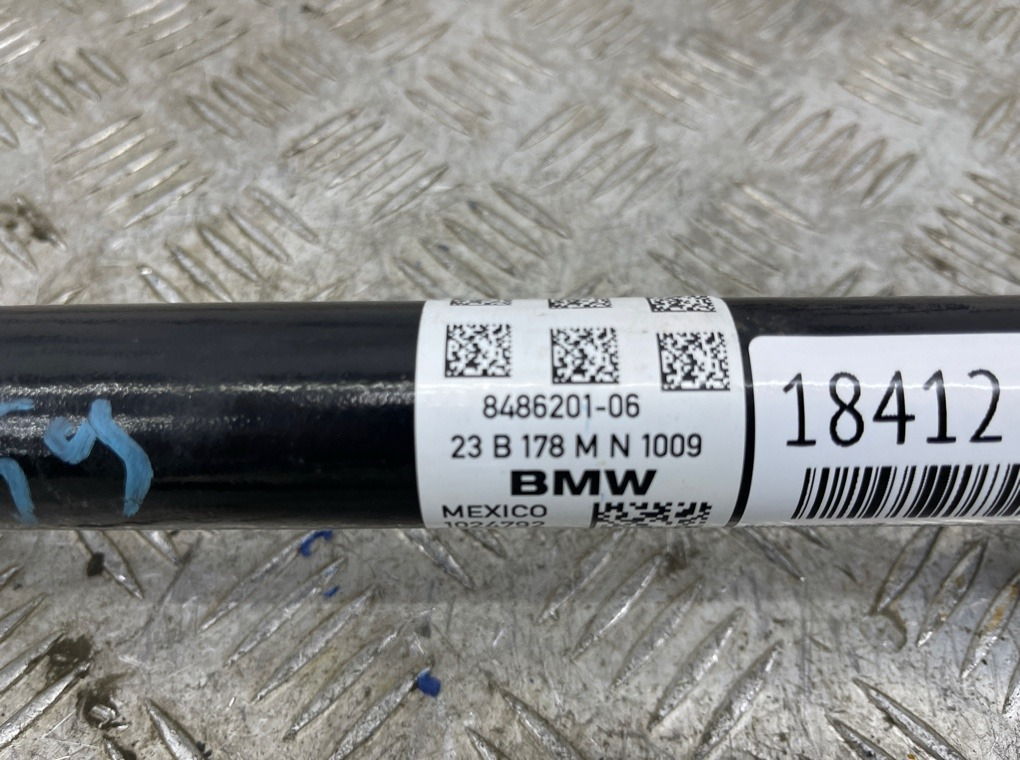 8486201-06
23 B 178 M N 1009
BMW
MEXICO
18412